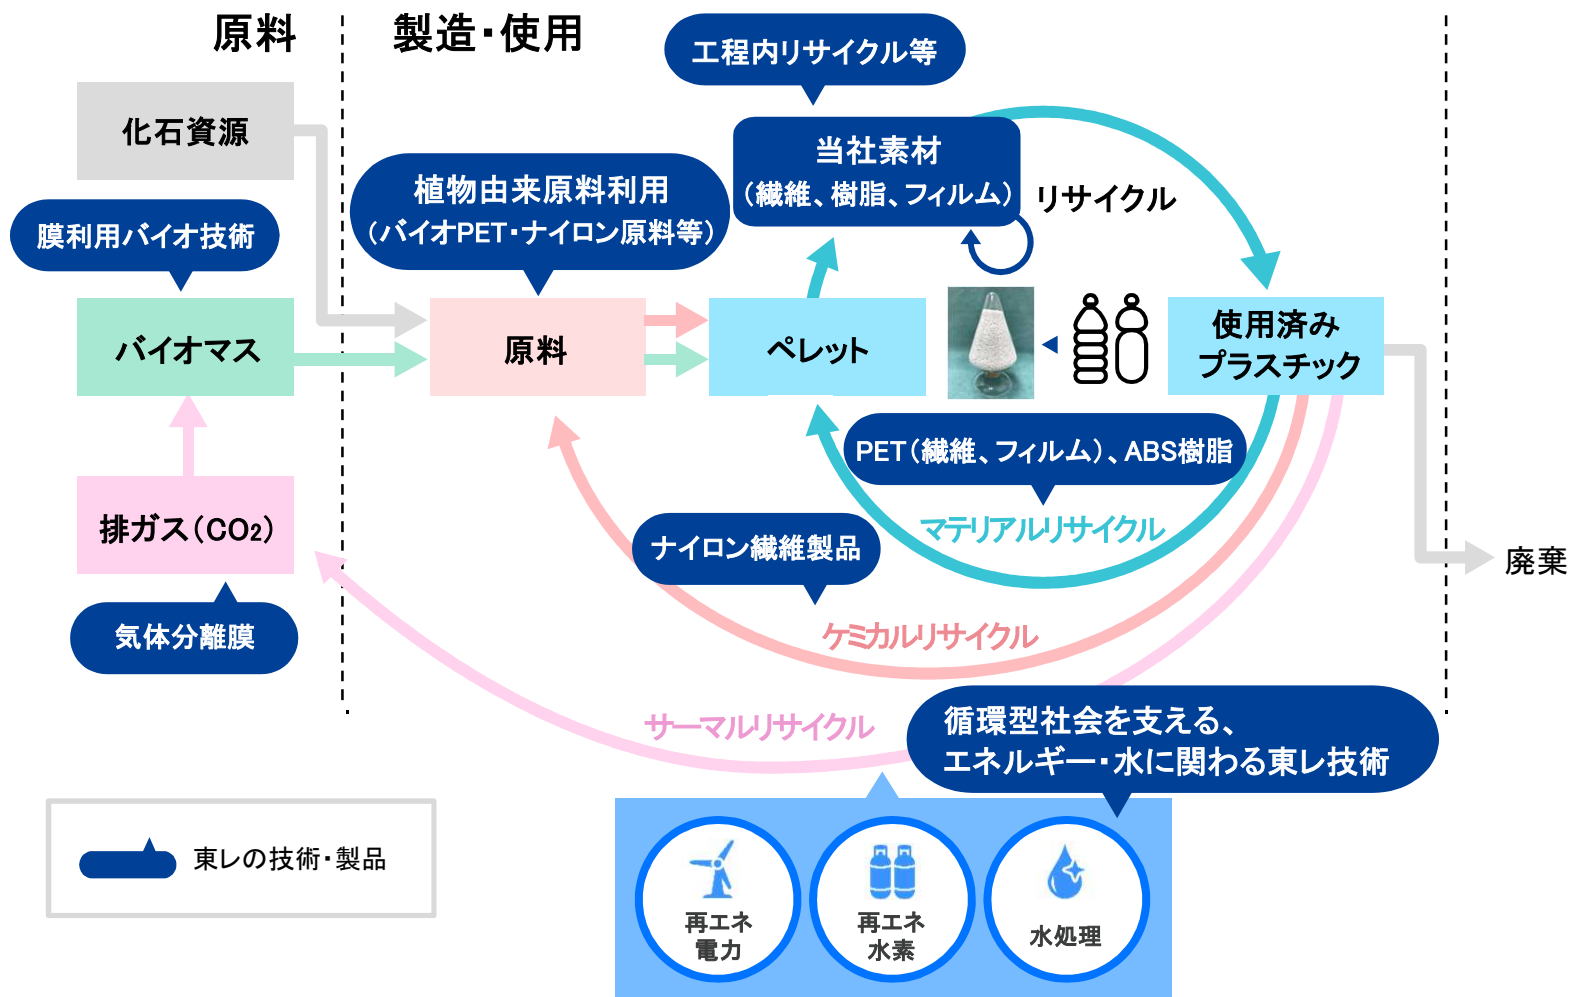 原料
製造・使用
工程内リサイクル等
化石資源
当社素材
（繊維、樹脂、フィルム）
リサイクル
植物由来原料利用
（バイオPET・ナイロン原料等）
膜利用バイオ技術
バイオマス
原料
ペレット
使用済み
プラスチック
PET（繊維、フィルム）、ABS樹脂
マテリアルリサイクル
排ガス（CO₂）
ナイロン繊維製品
廃棄
気体分離膜
ケミカルリサイクル
サーマルリサイクル
循環型社会を支える、
エネルギー・水に関わる東レ技術
東レの技術・製品
再エネ
電力
再エネ
水素
水処理